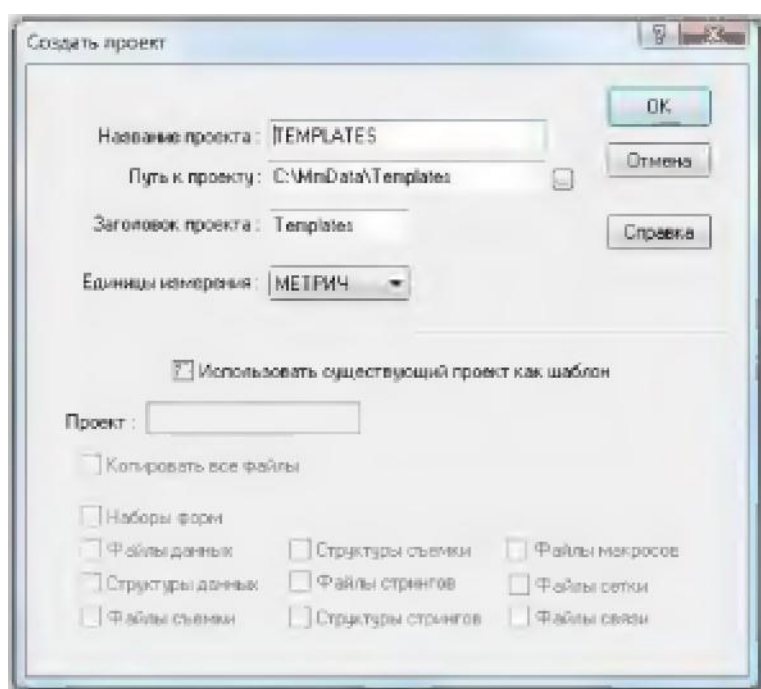 Создать проект
OK
Название проекта : TEMPLATES
Отмена
Путь к проекту : C:\MmData\Templates
Заголовок проекта : Templates
Справка
Единицы измерения : МЕТРИЧ
Использовать существующий проект как шаблон
Проект :
Копировать все файлы
Наборы форм
Файлы данных Структуры съемки Файлы макросов
Структуры данных Файлы стрингов Файлы сетки
Файлы съемки Структуры стрингов Файлы связи